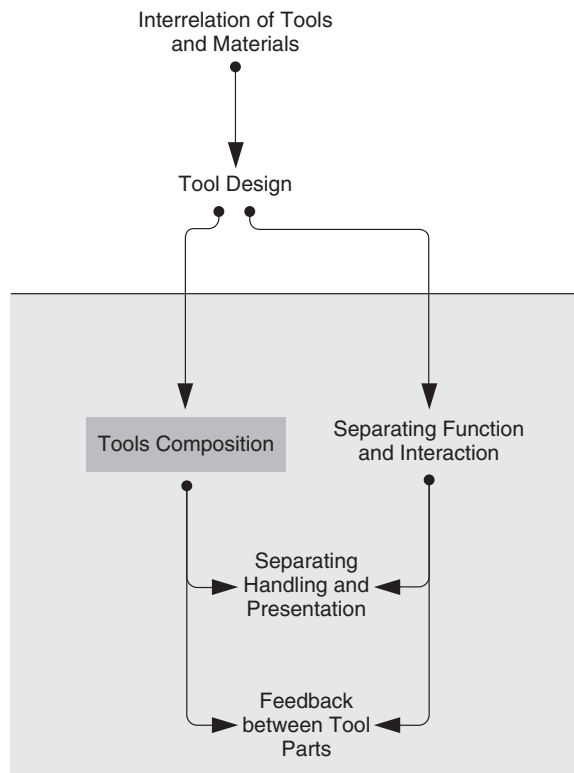 Interrelation of Tools
and Materials
Tool Design
Tools Composition
Separating Function
and Interaction
Separating
Handling and
Presentation
Feedback
between Tool
Parts